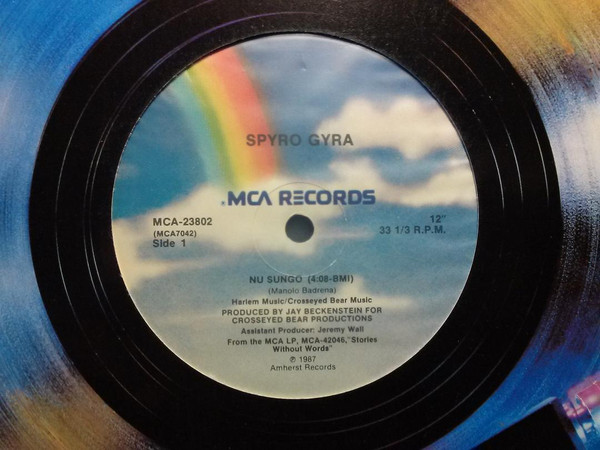 SPYRO GYRA
MCA RECORDS
MCA-23802
(MCA7042)
Side 1
12"
33 1/3 R.P.M.
NU SUNGO (4:08-BMI)
(Manolo Badrena)
Harlem Music/Crosseyed Bear Music
PRODUCED BY JAY BECKENSTEIN FOR
CROSSEYED BEAR PRODUCTIONS
Assistant Producer: Jeremy Wall
From the MCA LP, MCA-42046, "Stories
Without Words"
℗ 1987
Amherst Records